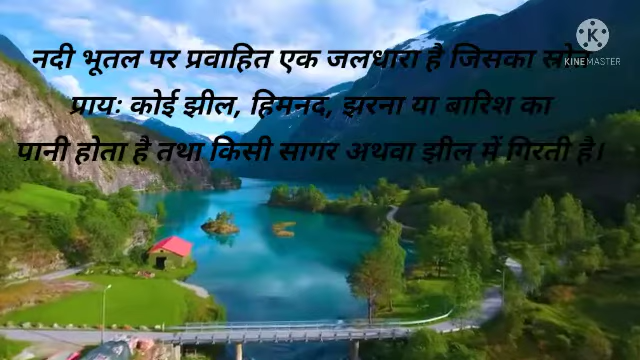 नदी भूतल पर प्रवाहित एक जलधारा है जिसका स्रोत
प्रायः कोई झील, हिमनद, झरना या बारिश का
पानी होता है तथा किसी सागर अथवा झील में गिरती है।
K
KINEMASTER